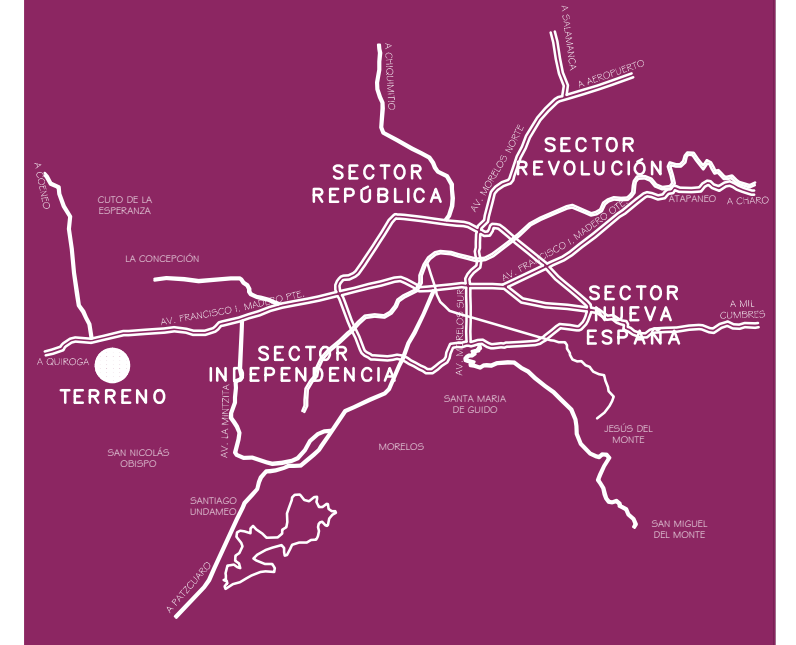 A SALAMANCA
A CHIQUIMITIO
A AEROPUERTO
AV. MORELOS NORTE
SECTOR
REVOLUCIÓN
SECTOR
REPÚBLICA
A COENEO
CUTO DE LA
ESPERANZA
ATAPANEO
A CHARO
AV. FRANCISCO I. MADERO OTE.
LA CONCEPCIÓN
AV. FRANCISCO I. MADERO PTE.
SECTOR
NUEVA
ESPAÑA
A MIL
CUMBRES
AV. MORELOS SUR
A QUIROGA
TERRENO
SECTOR
INDEPENDENCIA
AV. LA MINTZITA
SANTA MARIA
DE GUIDO
JESÚS DEL
MONTE
MORELOS
SAN NICOLÁS
OBISPO
SANTIAGO
UNDAMEO
SAN MIGUEL
DEL MONTE
A PATZCUARO